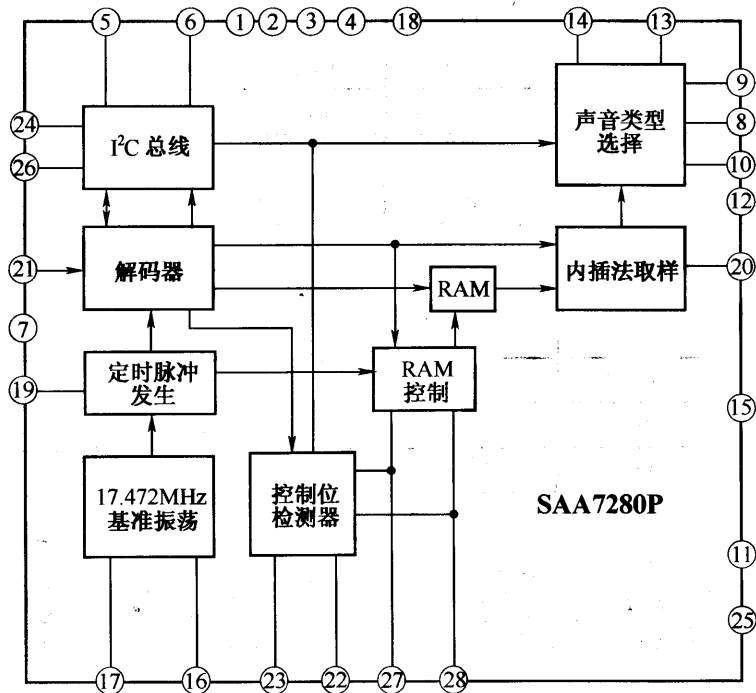 5 6 1 2 3 4 18 14 13
24
26
21
7
19
9
8
10
12
20
15
11
25
I²C 总线
声音类型
选择
解码器
内插法取样
RAM
定时脉冲
发生
RAM
控制
17.472MHz
基准振荡
控制位
检测器
SAA7280P
17 16 23 22 27 28